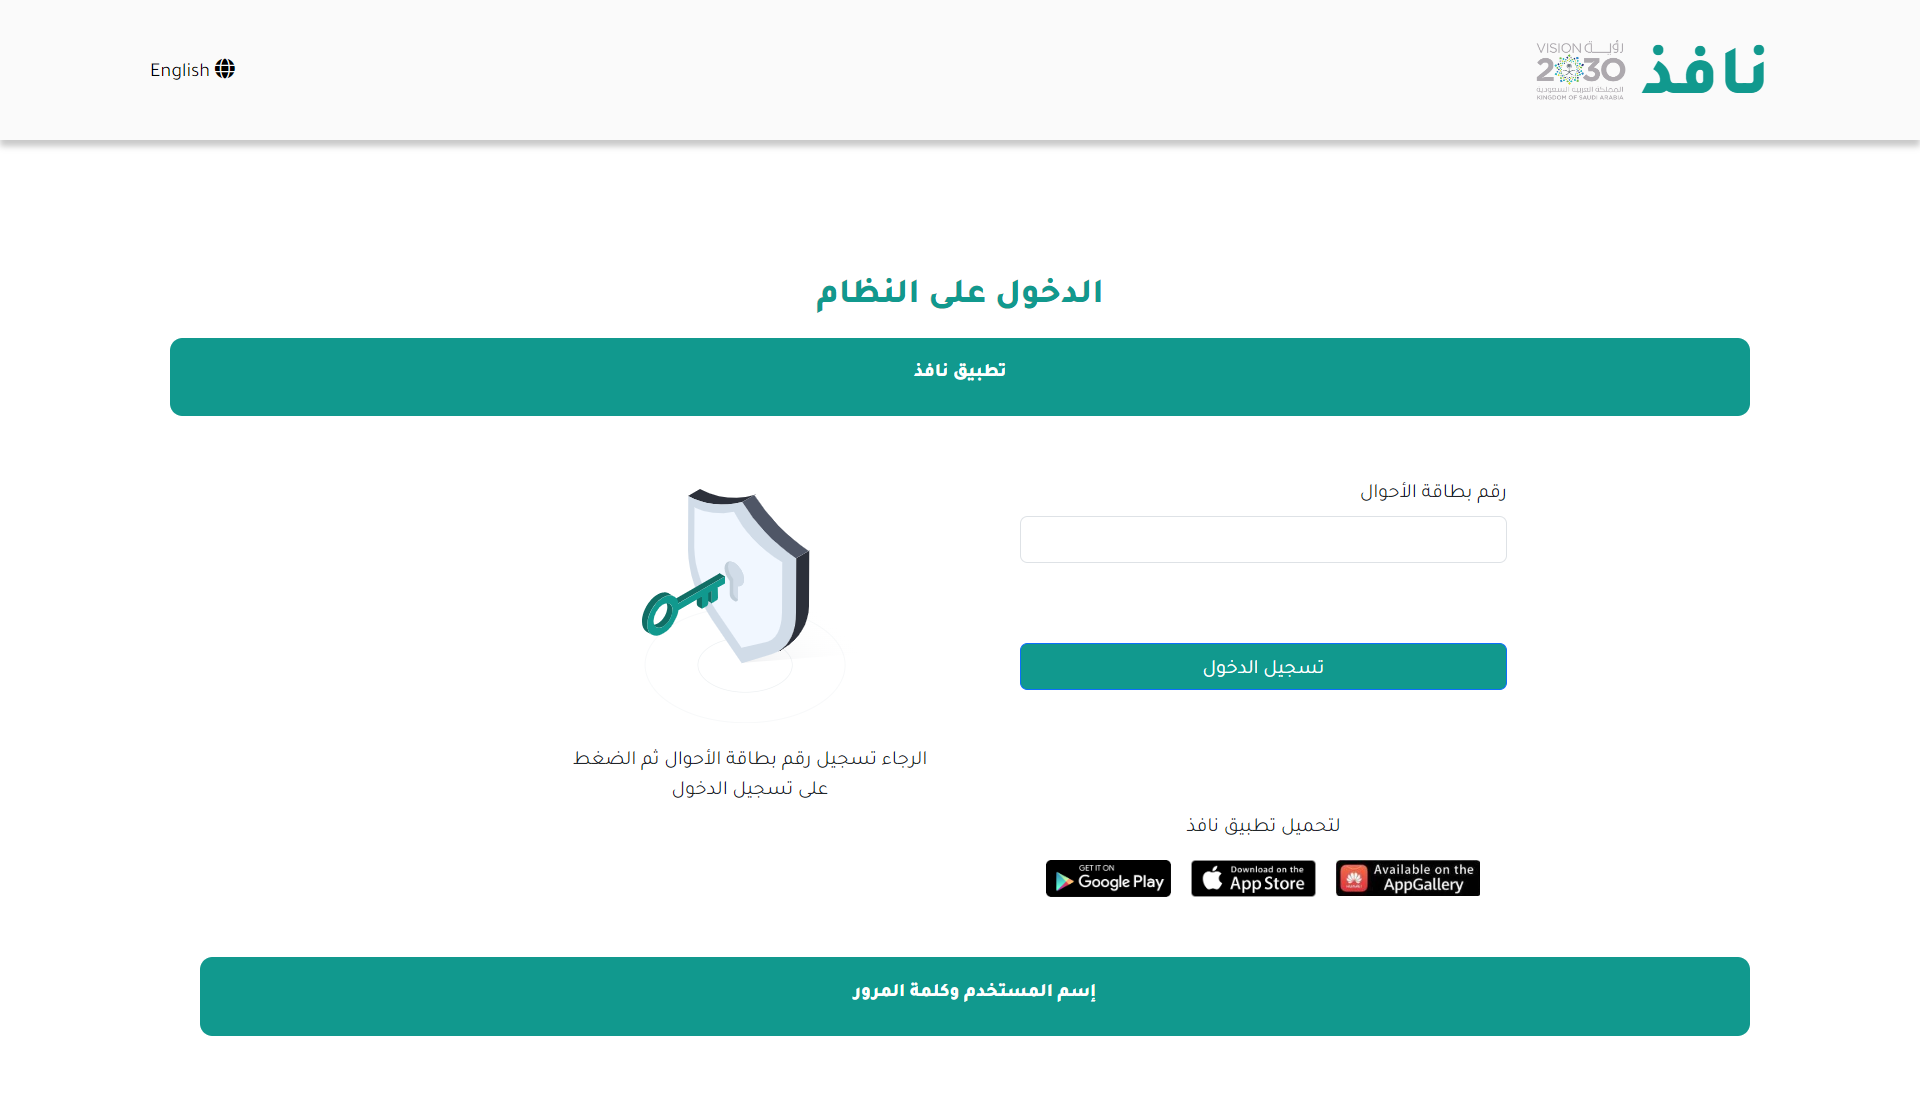 نافذ
VISION رؤيــــة
2030
المملكة العربية السعودية
KINGDOM OF SAUDI ARABIA
English
الدخول على النظام
تطبيق نافذ
رقم بطاقة الأحوال
تسجيل الدخول
الرجاء تسجيل رقم بطاقة الأحوال ثم الضغط
على تسجيل الدخول
لتحميل تطبيق نافذ
Available on the
AppGallery
Download on the
App Store
GET IT ON
Google Play
إسم المستخدم وكلمة المرور